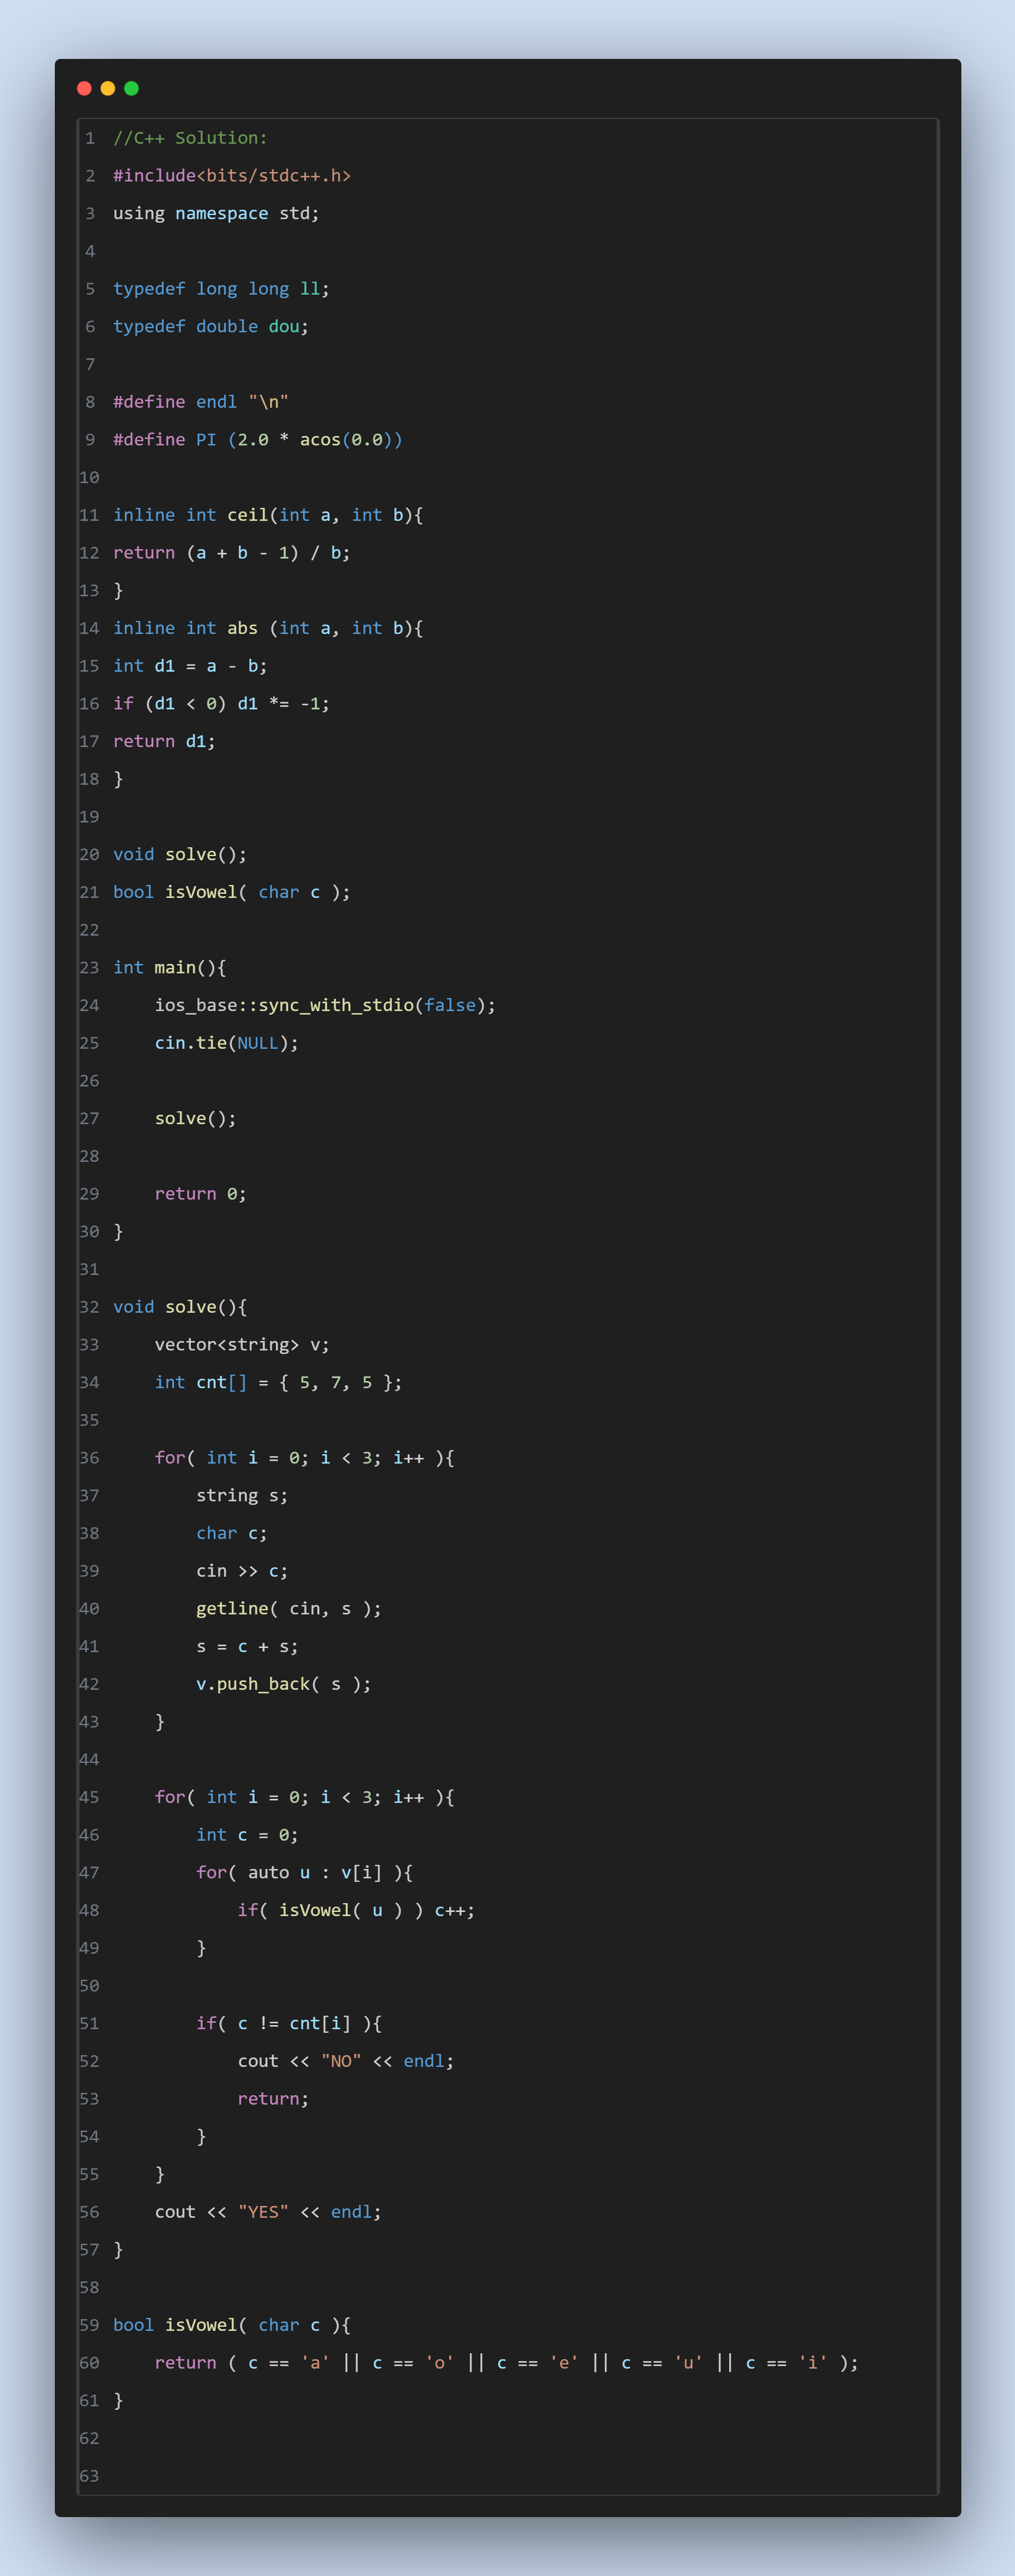 1 //C++ Solution:
2 #include<bits/stdc++.h>
3 using namespace std;
4
5 typedef long long ll;
6 typedef double dou;
7
8 #define endl "\n"
9 #define PI (2.0 * acos(0.0))
10
11 inline int ceil(int a, int b){
12 return (a + b - 1) / b;
13 }
14 inline int abs (int a, int b){
15 int d1 = a - b;
16 if (d1 < 0) d1 *= -1;
17 return d1;
18 }
19
20 void solve();
21 bool isVowel( char c );
22
23 int main(){
24     ios_base::sync_with_stdio(false);
25     cin.tie(NULL);
26
27     solve();
28
29     return 0;
30 }
31
32 void solve(){
33     vector<string> v;
34     int cnt[] = { 5, 7, 5 };
35
36     for( int i = 0; i < 3; i++ ){
37         string s;
38         char c;
39         cin >> c;
40         getline( cin, s );
41         s = c + s;
42         v.push_back( s );
43     }
44
45     for( int i = 0; i < 3; i++ ){
46         int c = 0;
47         for( auto u : v[i] ){
48             if( isVowel( u ) ) c++;
49         }
50
51         if( c != cnt[i] ){
52             cout << "NO" << endl;
53             return;
54         }
55     }
56     cout << "YES" << endl;
57 }
58
59 bool isVowel( char c ){
60     return ( c == 'a' || c == 'o' || c == 'e' || c == 'u' || c == 'i' );
61 }
62
63